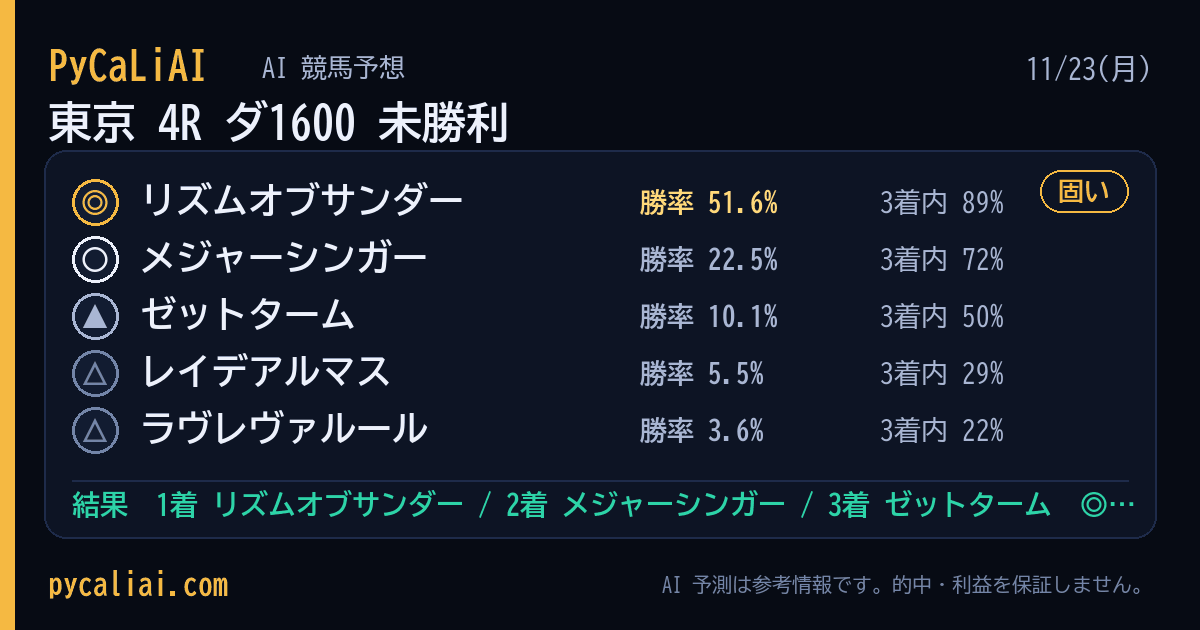 PyCaLiAI AI 競馬予想 11/23(月)
東京 4R ダ1600 未勝利
◎ リズムオブサンダー 勝率 51.6% 3着内 89% 固い
○ メジャーシンガー 勝率 22.5% 3着内 72%
▲ ゼットターム 勝率 10.1% 3着内 50%
△ レイデアルマス 勝率 5.5% 3着内 29%
△ ラヴレヴァルール 勝率 3.6% 3着内 22%
結果 1着 リズムオブサンダー / 2着 メジャーシンガー / 3着 ゼットターム ◎…
pycaliai.com AI 予測は参考情報です。的中・利益を保証しません。